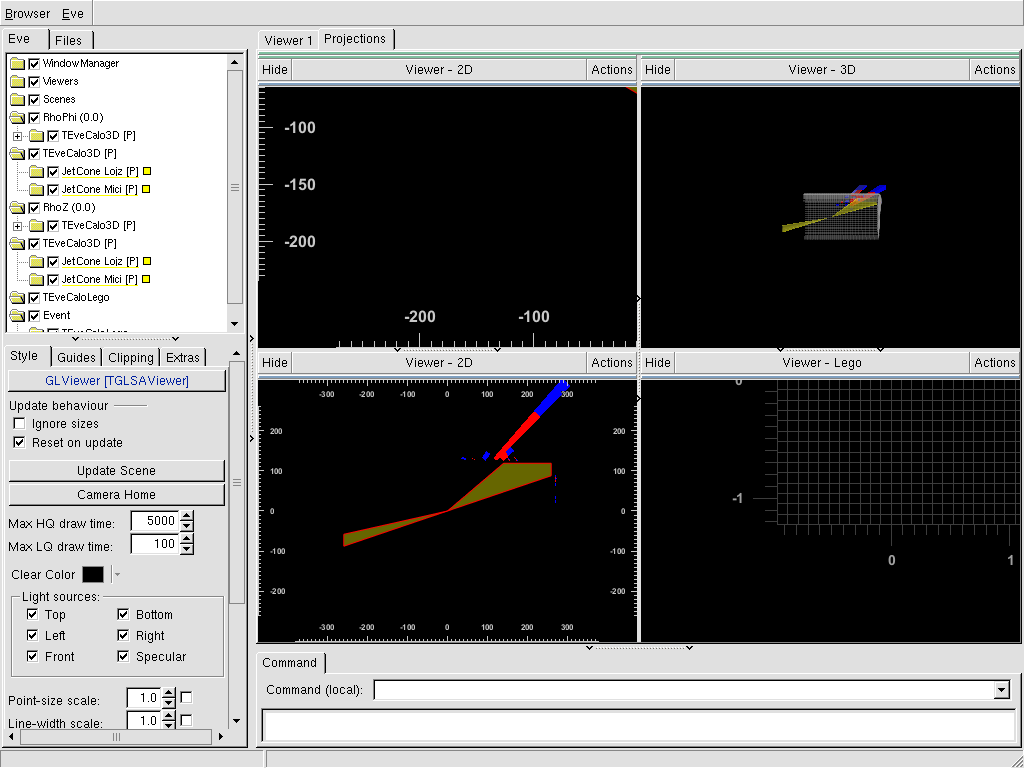 Browser Eve
Eve Files
WindowManager
Viewers
Scenes
RhoPhi (0.0)
TEveCalo3D [P]
TEveCalo3D [P]
JetCone Lojz [P]
JetCone Mici [P]
RhoZ (0.0)
TEveCalo3D [P]
TEveCalo3D [P]
JetCone Lojz [P]
JetCone Mici [P]
TEveCaloLego
Event
Style Guides Clipping Extras
GLViewer [TGLSAViewer]
Update behaviour
Ignore sizes
Reset on update
Update Scene
Camera Home
Max HQ draw time: 5000
Max LQ draw time: 100
Clear Color
Light sources:
Top Bottom
Left Right
Front Specular
Point-size scale: 1.0
Line-width scale: 1.0
Viewer 1 Projections
Hide Viewer - 2D Actions
-100
-150
-200
-200 -100
Hide Viewer - 3D Actions
Hide Viewer - 2D Actions
-300 -200 -100 0 100 200 300
200 200
100 100
0 0
-100 -100
-200 -200
-300 -200 -100 0 100 200 300
Hide Viewer - Lego Actions
0
-1
0 1
Command
Command (local):